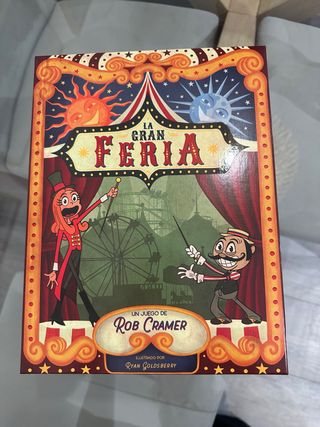 LA
GRAN
FERIA
UN JUEGO DE
ROB CRAMER
ILUSTRADO POR
RYAN GOLDSBERRY